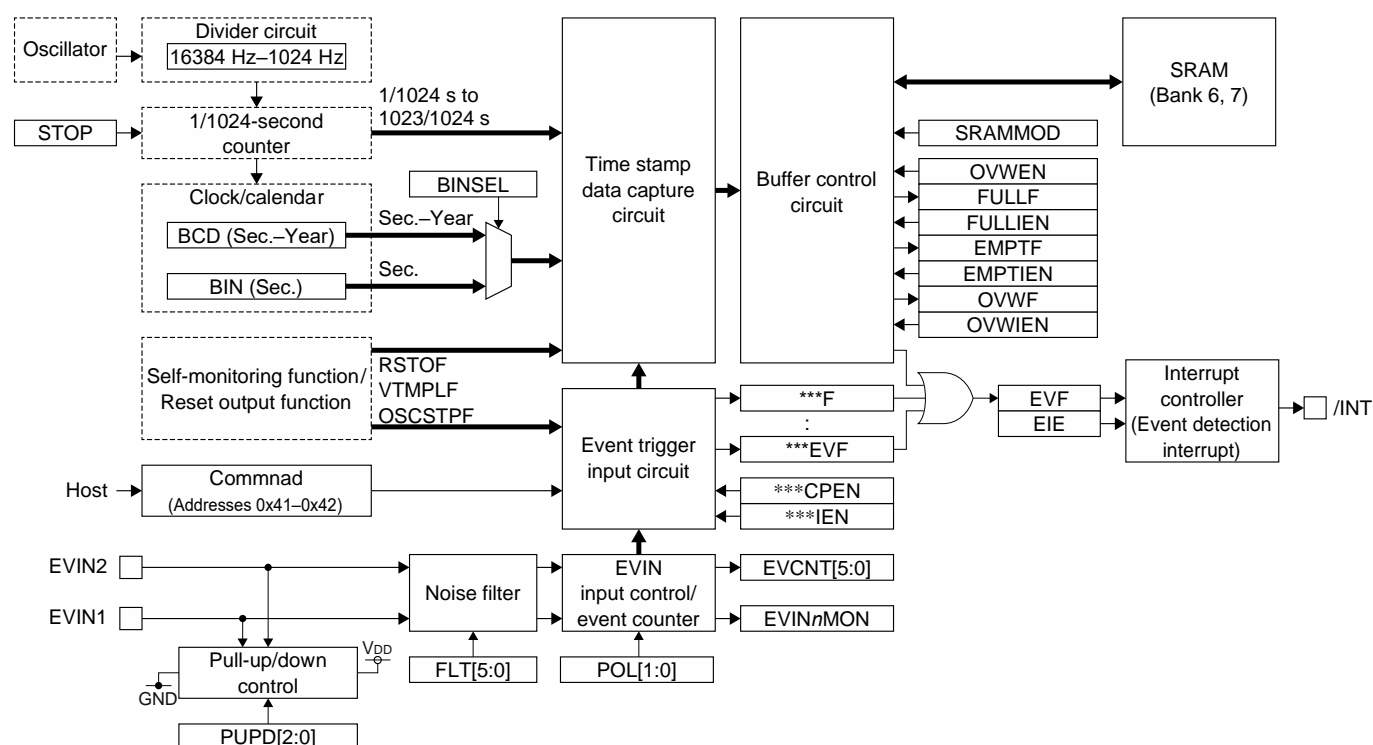 Oscillator
Divider circuit
16384 Hz–1024 Hz
STOP
1/1024-second
counter
1/1024 s to
1023/1024 s
Clock/calendar
BCD (Sec.–Year)
BIN (Sec.)
BINSEL
Sec.–Year
Sec.
Time stamp
data capture
circuit
Buffer control
circuit
SRAM
(Bank 6, 7)
SRAMMOD
OVWEN
FULLF
FULLIEN
EMPTF
EMPTIEN
OVWF
OVWIEN
Self-monitoring function/
Reset output function
RSTOF
VTMPLF
OSCSTPF
Event trigger
input circuit
***F
:
***EVF
***CPEN
***IEN
EVF
EIE
Interrupt
controller
(Event detection
interrupt)
/INT
Host
Commnad
(Addresses 0x41–0x42)
EVIN2
EVIN1
Noise filter
EVIN
input control/
event counter
EVCNT[5:0]
EVINnMON
Pull-up/down
control
VDD
GND
FLT[5:0]
POL[1:0]
PUPD[2:0]